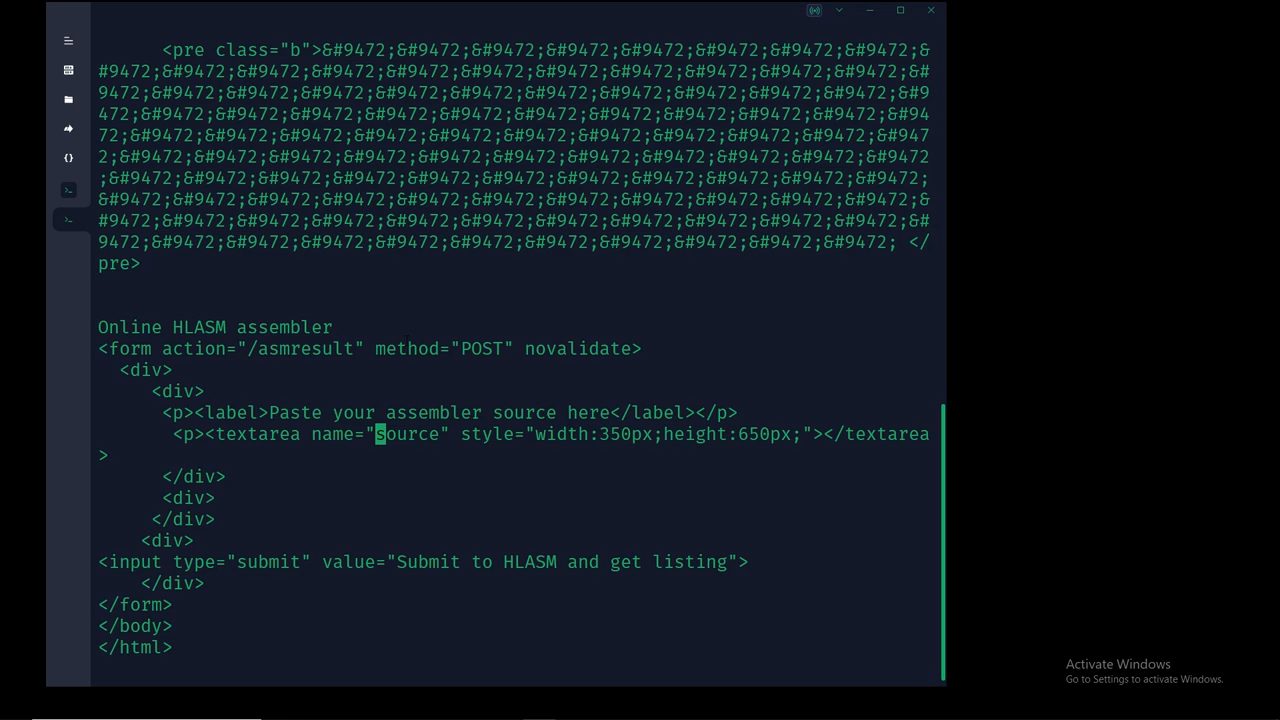 <pre class="b">&#9472;&#9472;&#9472;&#9472;&#9472;&#9472;&#9472;&#9472;&
#9472;&#9472;&#9472;&#9472;&#9472;&#9472;&#9472;&#9472;&#9472;&#9472;&#9472;&#
9472;&#9472;&#9472;&#9472;&#9472;&#9472;&#9472;&#9472;&#9472;&#9472;&#9472;&#9
472;&#9472;&#9472;&#9472;&#9472;&#9472;&#9472;&#9472;&#9472;&#9472;&#9472;&#94
72;&#9472;&#9472;&#9472;&#9472;&#9472;&#9472;&#9472;&#9472;&#9472;&#9472;&#947
2;&#9472;&#9472;&#9472;&#9472;&#9472;&#9472;&#9472;&#9472;&#9472;&#9472;&#9472
;&#9472;&#9472;&#9472;&#9472;&#9472;&#9472;&#9472;&#9472;&#9472;&#9472;&#9472;
&#9472;&#9472;&#9472;&#9472;&#9472;&#9472;&#9472;&#9472;&#9472;&#9472;&#9472;&
#9472;&#9472;&#9472;&#9472;&#9472;&#9472;&#9472;&#9472;&#9472;&#9472;&#9472;&#
9472;&#9472;&#9472;&#9472;&#9472;&#9472;&#9472;&#9472;&#9472;&#9472;&#9472; </
pre>
Online HLASM assembler
<form action="/asmresult" method="POST" novalidate>
<div>
<div>
<p><label>Paste your assembler source here</label></p>
<p><textarea name="source" style="width:350px;height:650px;"></textarea
>
</div>
<div>
</div>
<div>
<input type="submit" value="Submit to HLASM and get listing">
</div>
</form>
</body>
</html>
Activate Windows
Go to Settings to activate Windows.